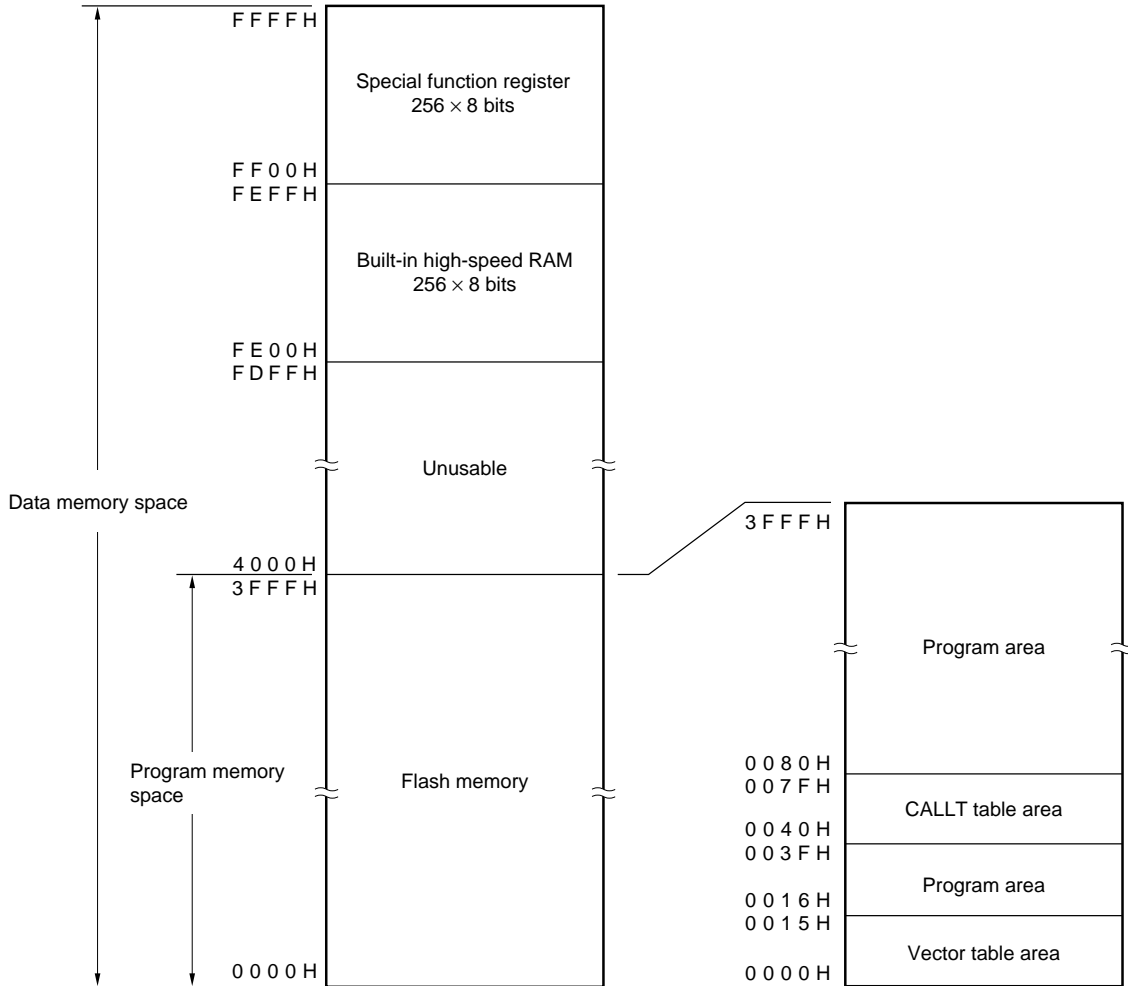 FFFFH
Special function register
256 × 8 bits
FF00H
FEFFH
Built-in high-speed RAM
256 × 8 bits
FE00H
FDFFH
Unusable
Data memory space
4000H
3FFFH
Program memory
space
Flash memory
0000H
3FFFH
Program area
0080H
007FH
CALLT table area
0040H
003FH
Program area
0016H
0015H
Vector table area
0000H